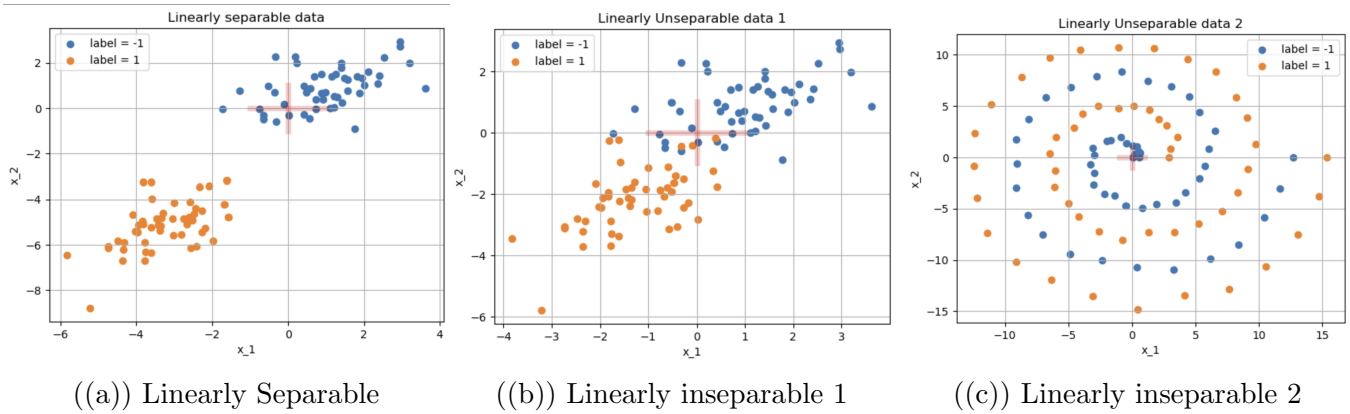 Linearly separable data
label = -1
label = 1
2
0
−2
−4
−6
−8
x_2
−6
−4
−2
0
2
4
x_1
Linearly Unseparable data 1
label = -1
label = 1
2
0
−2
−4
−6
x_2
−4
−3
−2
−1
0
1
2
3
x_1
Linearly Unseparable data 2
label = -1
label = 1
10
5
0
−5
−10
−15
x_2
−10
−5
0
5
10
15
x_1
((a)) Linearly Separable
((b)) Linearly inseparable 1
((c)) Linearly inseparable 2